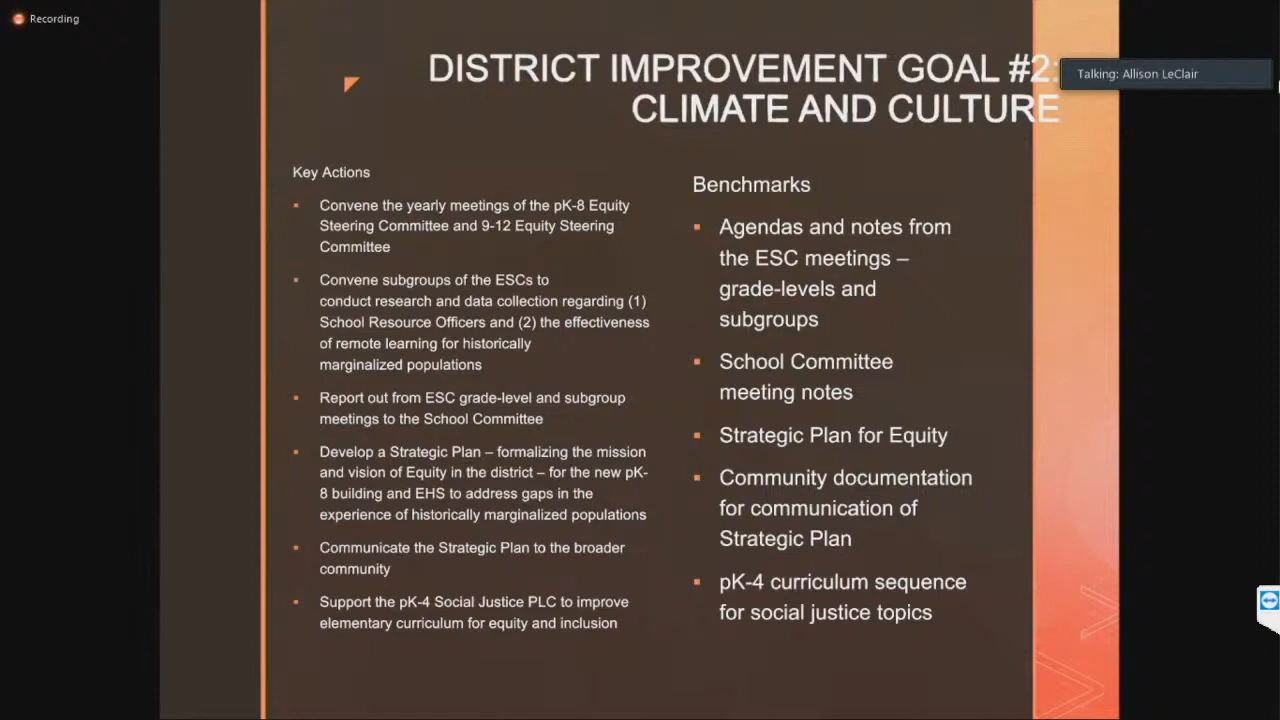 Recording
DISTRICT IMPROVEMENT GOAL #2:
CLIMATE AND CULTURE
Talking: Allison LeClair
Key Actions
Convene the yearly meetings of the pK-8 Equity
Steering Committee and 9-12 Equity Steering
Committee
Convene subgroups of the ESCs to
conduct research and data collection regarding (1)
School Resource Officers and (2) the effectiveness
of remote learning for historically
marginalized populations
Report out from ESC grade-level and subgroup
meetings to the School Committee
Develop a Strategic Plan – formalizing the mission
and vision of Equity in the district – for the new pK-
8 building and EHS to address gaps in the
experience of historically marginalized populations
Communicate the Strategic Plan to the broader
community
Support the pK-4 Social Justice PLC to improve
elementary curriculum for equity and inclusion
Benchmarks
Agendas and notes from
the ESC meetings –
grade-levels and
subgroups
School Committee
meeting notes
Strategic Plan for Equity
Community documentation
for communication of
Strategic Plan
pK-4 curriculum sequence
for social justice topics